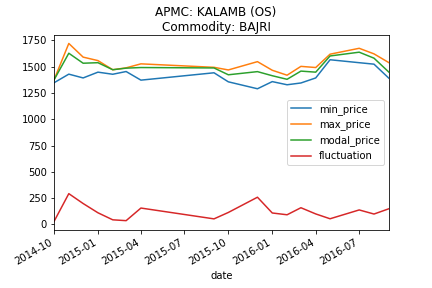 APMC: KALAMB (OS)
Commodity: BAJRI
1750
1500
1250
1000
750
500
250
0
min_price
max_price
modal_price
fluctuation
2014-10
2015-01
2015-04
2015-07
2015-10
2016-01
2016-04
2016-07
date